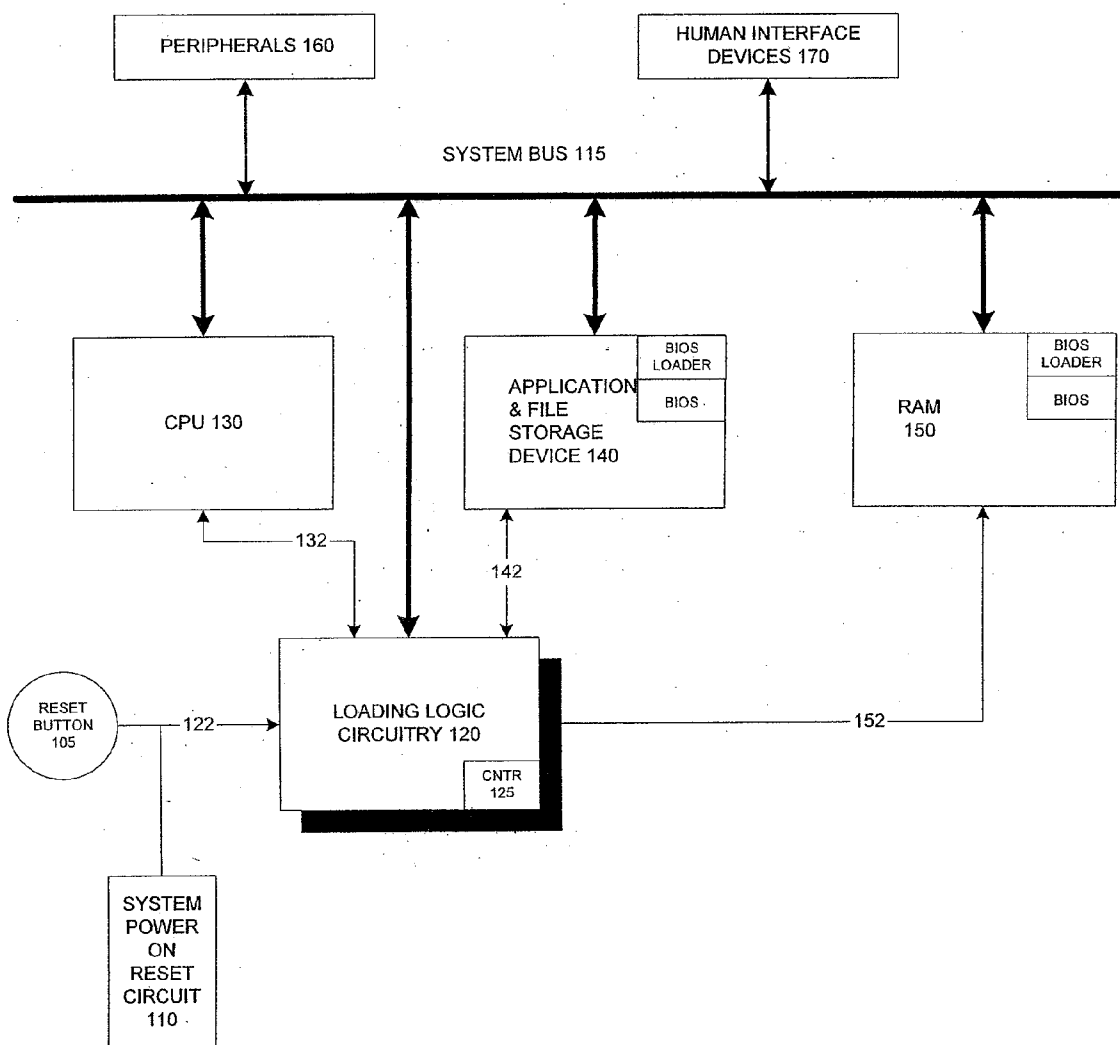 PERIPHERALS 160
HUMAN INTERFACE
DEVICES 170
SYSTEM BUS 115
CPU 130
APPLICATION
& FILE
STORAGE
DEVICE 140
BIOS
LOADER
BIOS
RAM
150
BIOS
LOADER
BIOS
132
142
RESET
BUTTON
105
122
LOADING LOGIC
CIRCUITRY 120
CNTR
125
152
SYSTEM
POWER
ON
RESET
CIRCUIT
110